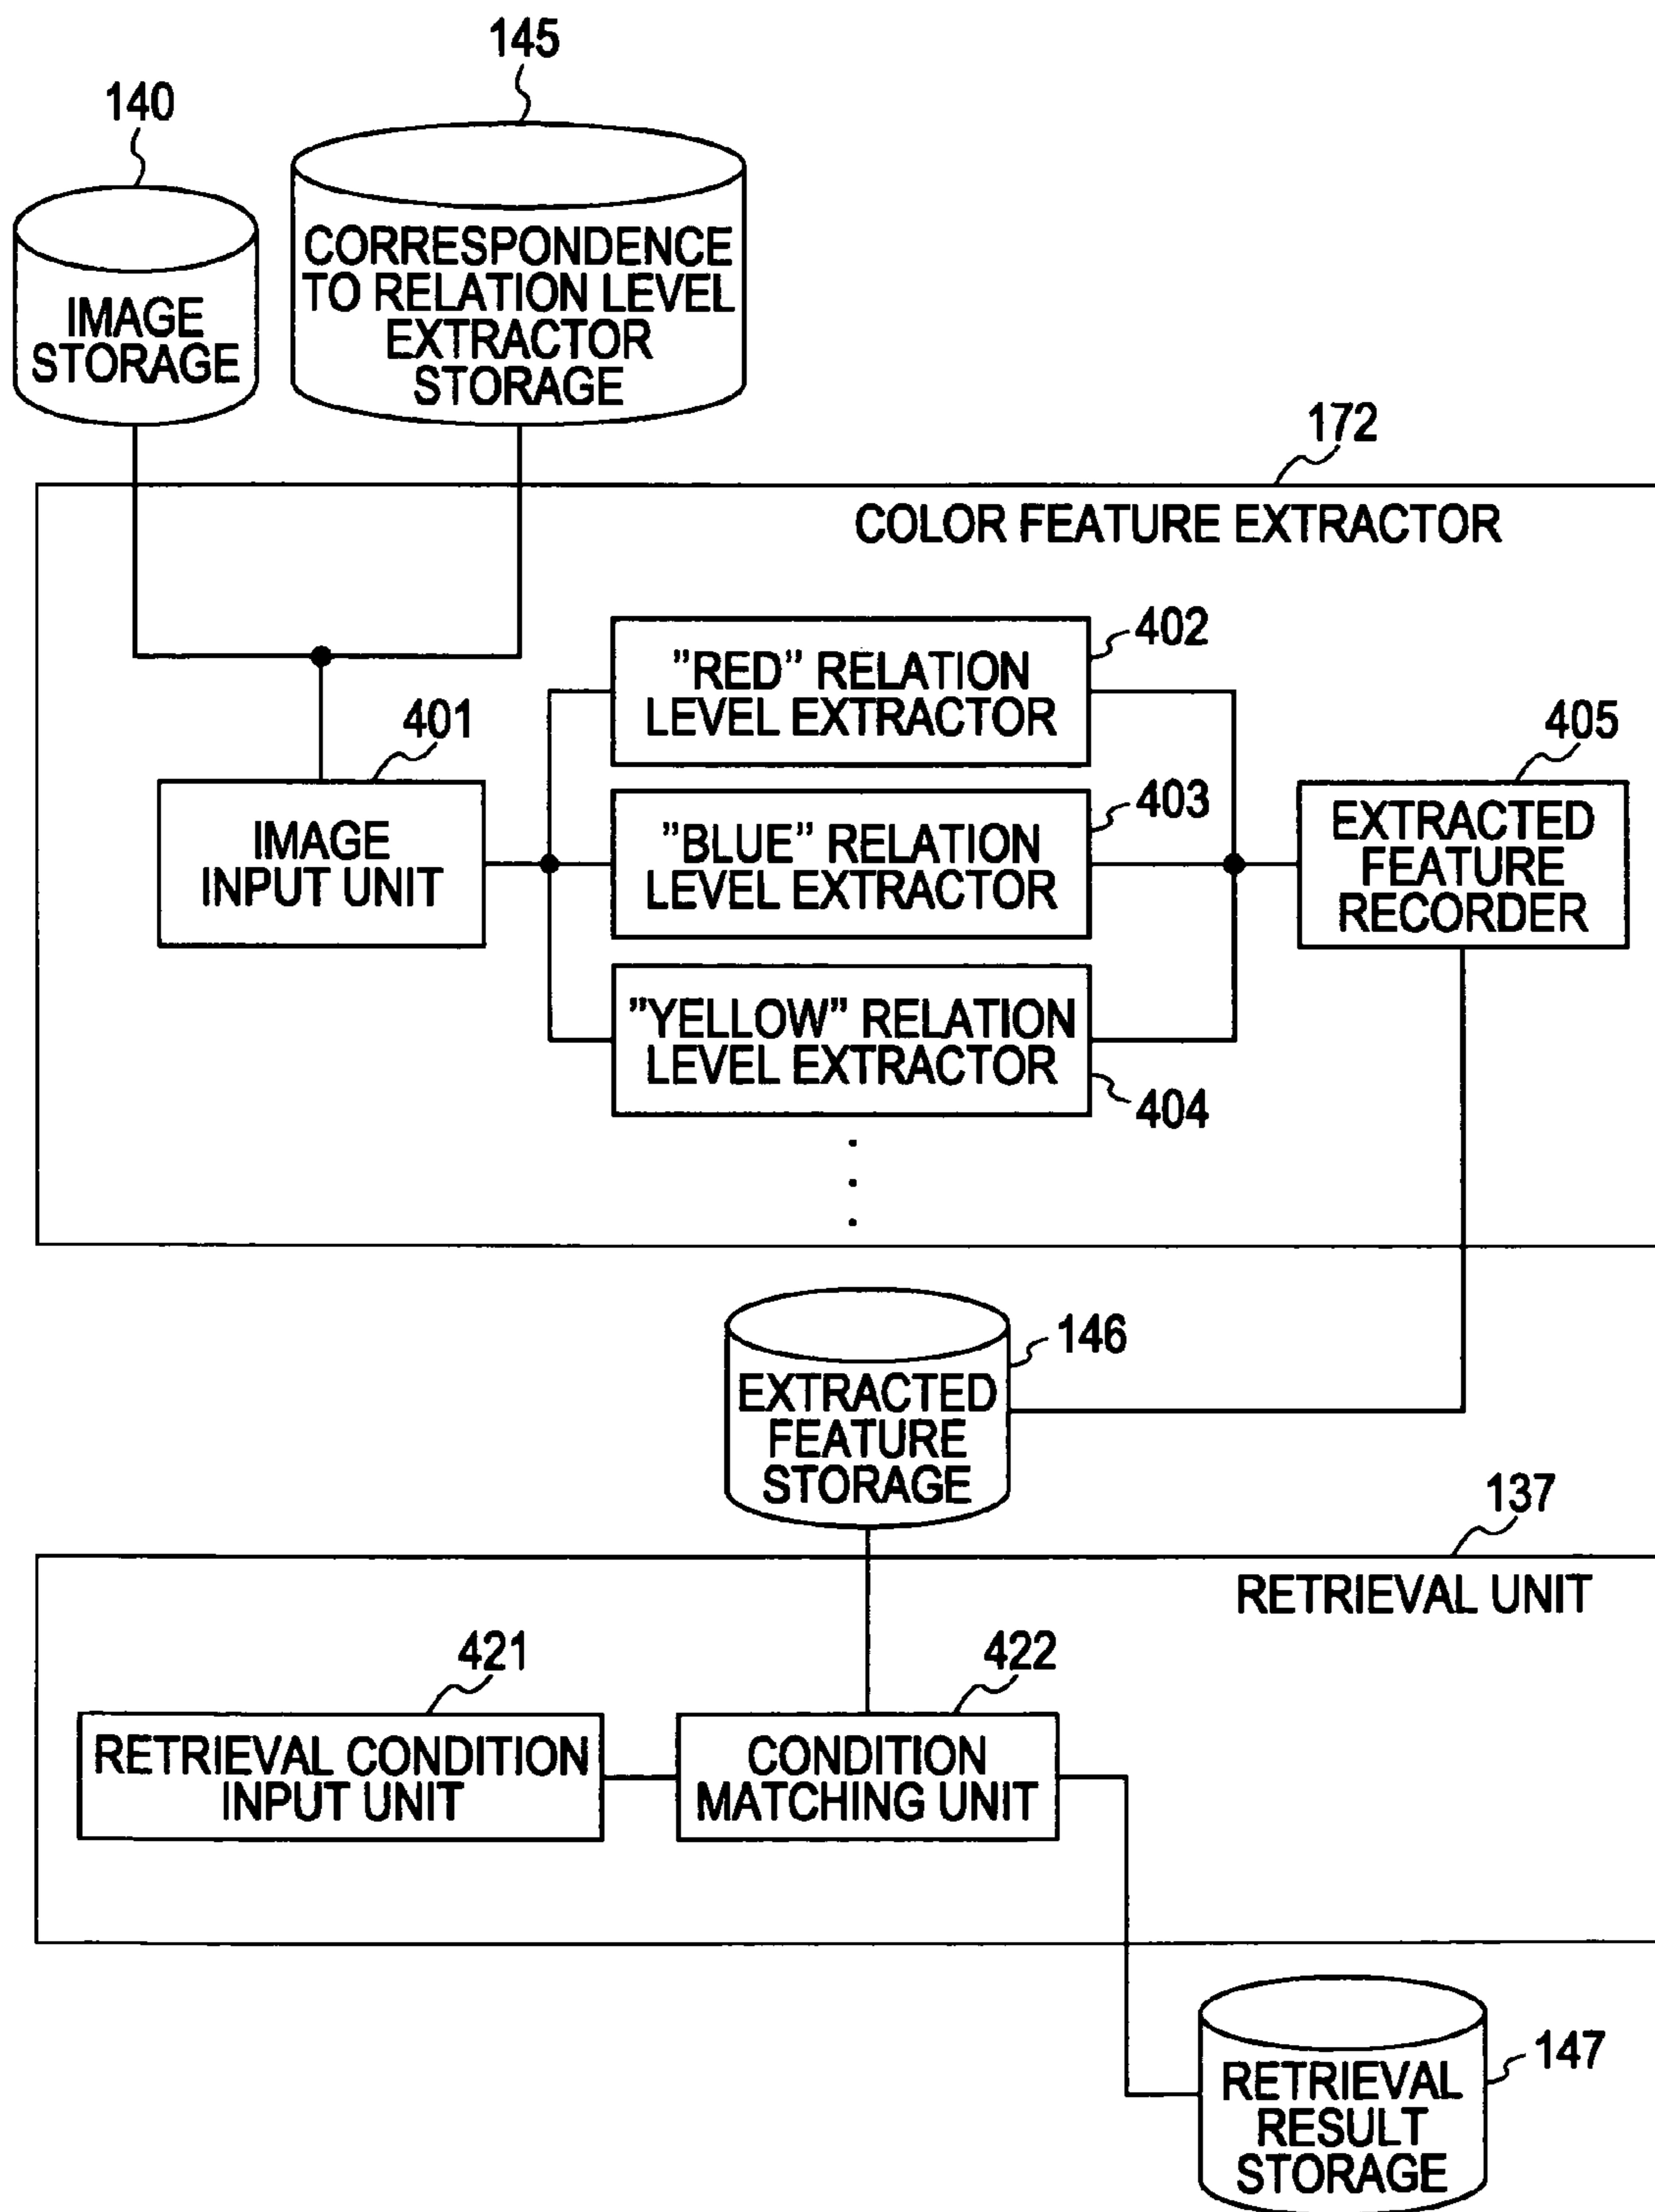 145
140
CORRESPONDENCE
TO RELATION LEVEL
EXTRACTOR
STORAGE
IMAGE
STORAGE
172
COLOR FEATURE EXTRACTOR
402
"RED" RELATION
LEVEL EXTRACTOR
401
405
IMAGE
INPUT UNIT
403
"BLUE" RELATION
LEVEL EXTRACTOR
EXTRACTED
FEATURE
RECORDER
"YELLOW" RELATION
LEVEL EXTRACTOR
404
146
EXTRACTED
FEATURE
STORAGE
137
RETRIEVAL UNIT
421
422
RETRIEVAL CONDITION
INPUT UNIT
CONDITION
MATCHING UNIT
147
RETRIEVAL
RESULT
STORAGE